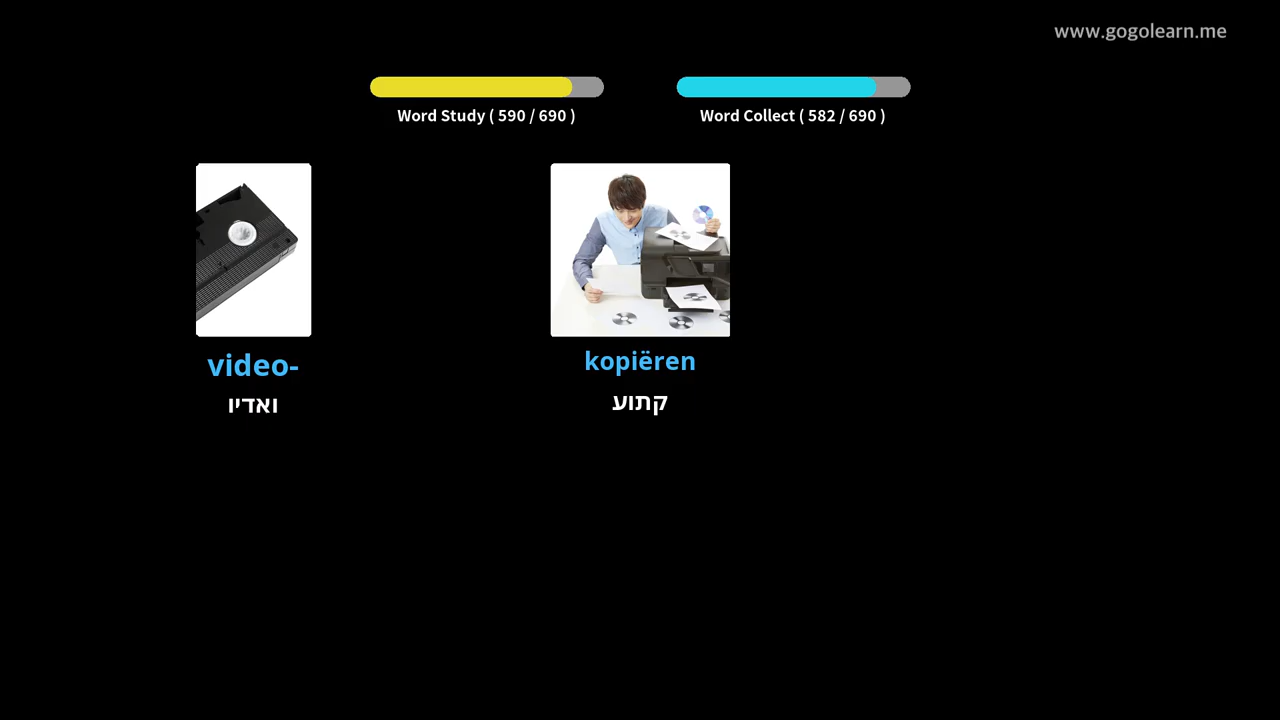 www.gogolearn.me
Word Study ( 590 / 690 )
Word Collect ( 582 / 690 )
video-
ואדיו
kopiëren
קתוע